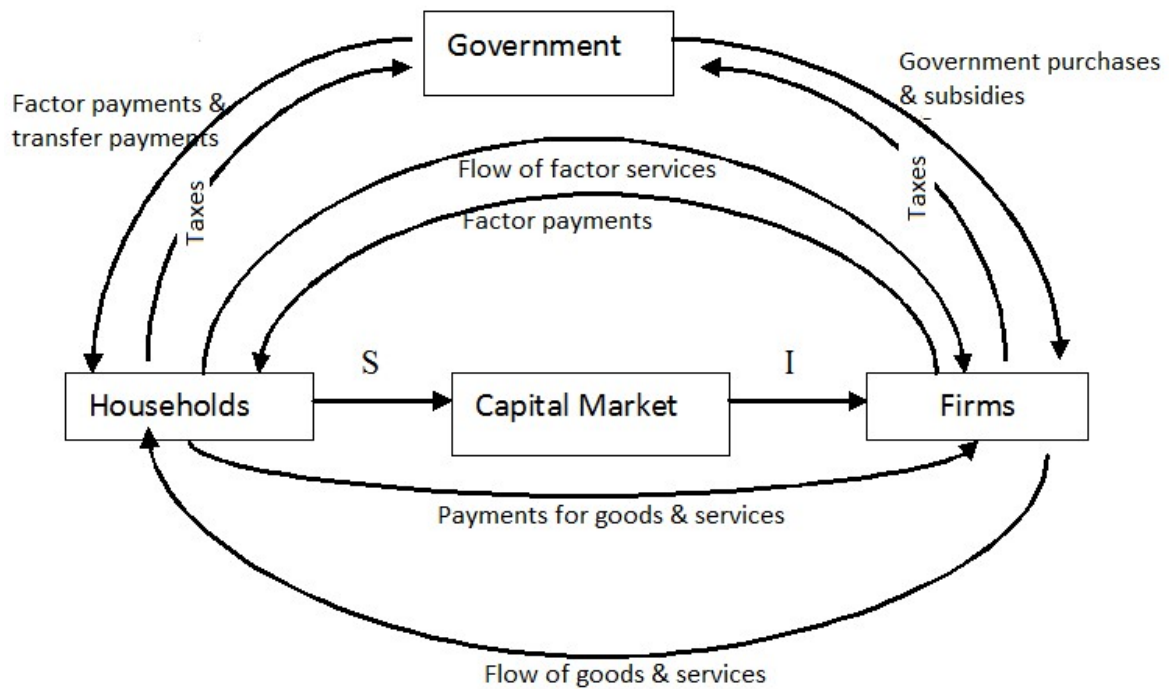 Government
Government purchases
& subsidies
Factor payments &
transfer payments
Flow of factor services
Taxes
Taxes
Factor payments
S
I
Households
Capital Market
Firms
Payments for goods & services
Flow of goods & services